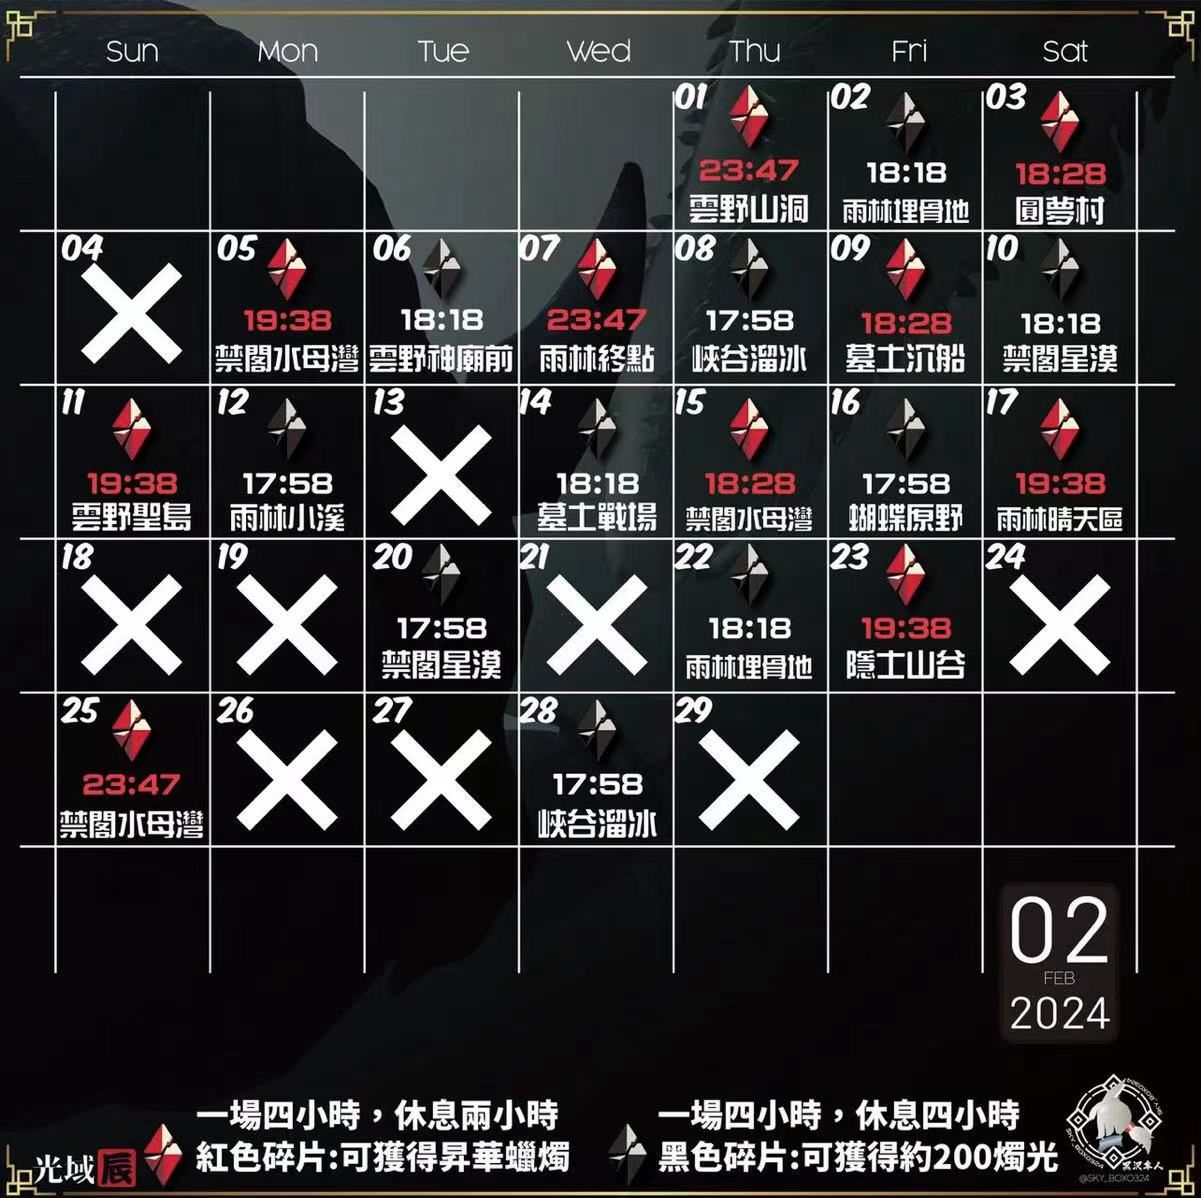 Sun Mon Tue Wed Thu Fri Sat
01 02 03
23:47 18:18 18:28
雲野山洞 雨林埋骨地 圓夢村
04 05 06 07 08 09 10
19:38 18:18 23:47 17:58 18:28 18:18
禁閣水母灣 雲野神廟前 雨林終點 峽谷溜冰 墓土沉船 禁閣星漠
11 12 13 14 15 16 17
19:38 17:58 18:18 18:28 17:58 19:38
雲野聖島 雨林小溪 墓土戰場 禁閣水母灣 蝴蝶原野 雨林晴天區
18 19 20 21 22 23 24
17:58 18:18 19:38
禁閣星漠 雨林埋骨地 隱士山谷
25 26 27 28 29
23:47 17:58
禁閣水母灣 峽谷溜冰
02
FEB
2024
一場四小時，休息兩小時
紅色碎片:可獲得昇華蠟燭
一場四小時，休息四小時
黑色碎片:可獲得約200燭光
光域辰
@SKY_BOXO324